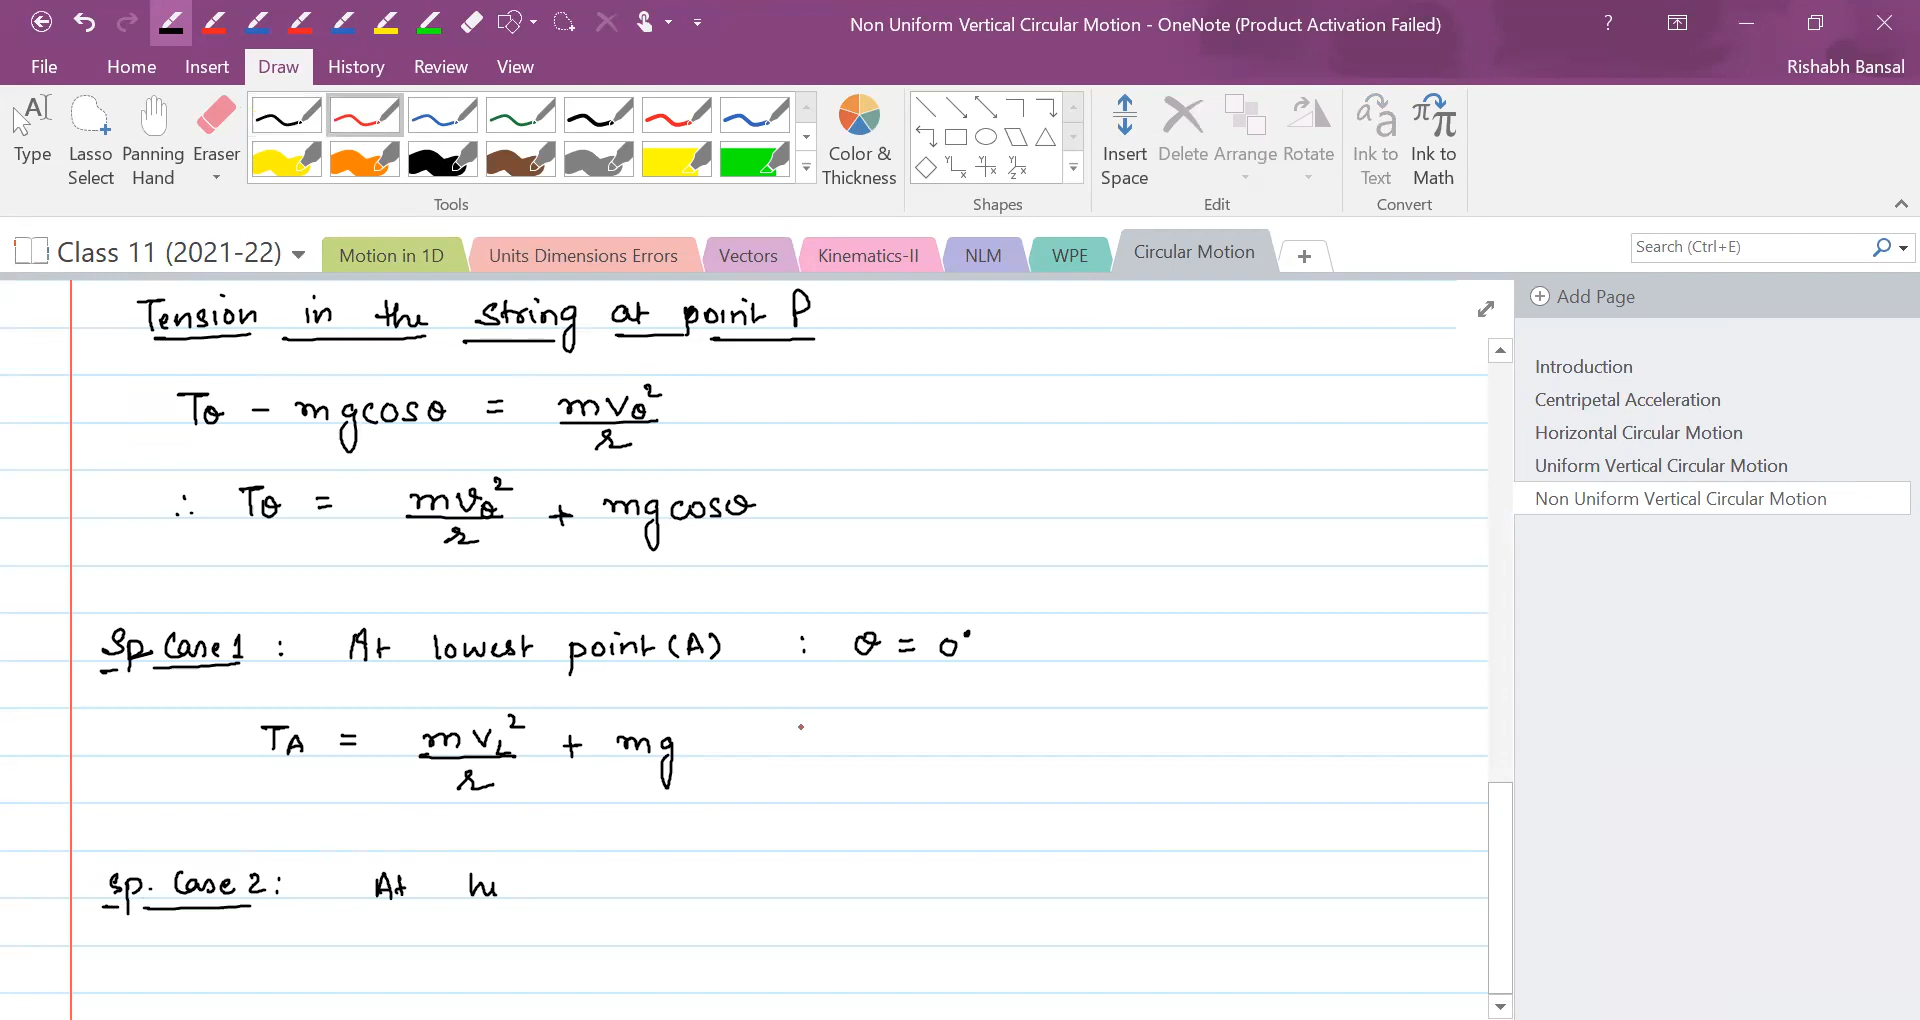 Non Uniform Vertical Circular Motion - OneNote (Product Activation Failed)
?
File Home Insert Draw History Review View
Rishabh Bansal
Type
Lasso Select
Panning Hand
Eraser
Color & Thickness
Insert Space
Delete
Arrange
Rotate
Ink to Text
Ink to Math
Tools
Shapes
Edit
Convert
Class 11 (2021-22)
Motion in 1D
Units Dimensions Errors
Vectors
Kinematics-II
NLM
WPE
Circular Motion
+
Search (Ctrl+E)
Add Page
Introduction
Centripetal Acceleration
Horizontal Circular Motion
Uniform Vertical Circular Motion
Non Uniform Vertical Circular Motion
Tension in the string at point P
Tθ - mgcosθ = mvθ²/r
∴ Tθ = mvθ²/r + mgcosθ
Sp. Case 1 : At lowest point (A) : θ = 0°
TA = mvL²/r + mg
Sp. Case 2 : At hi